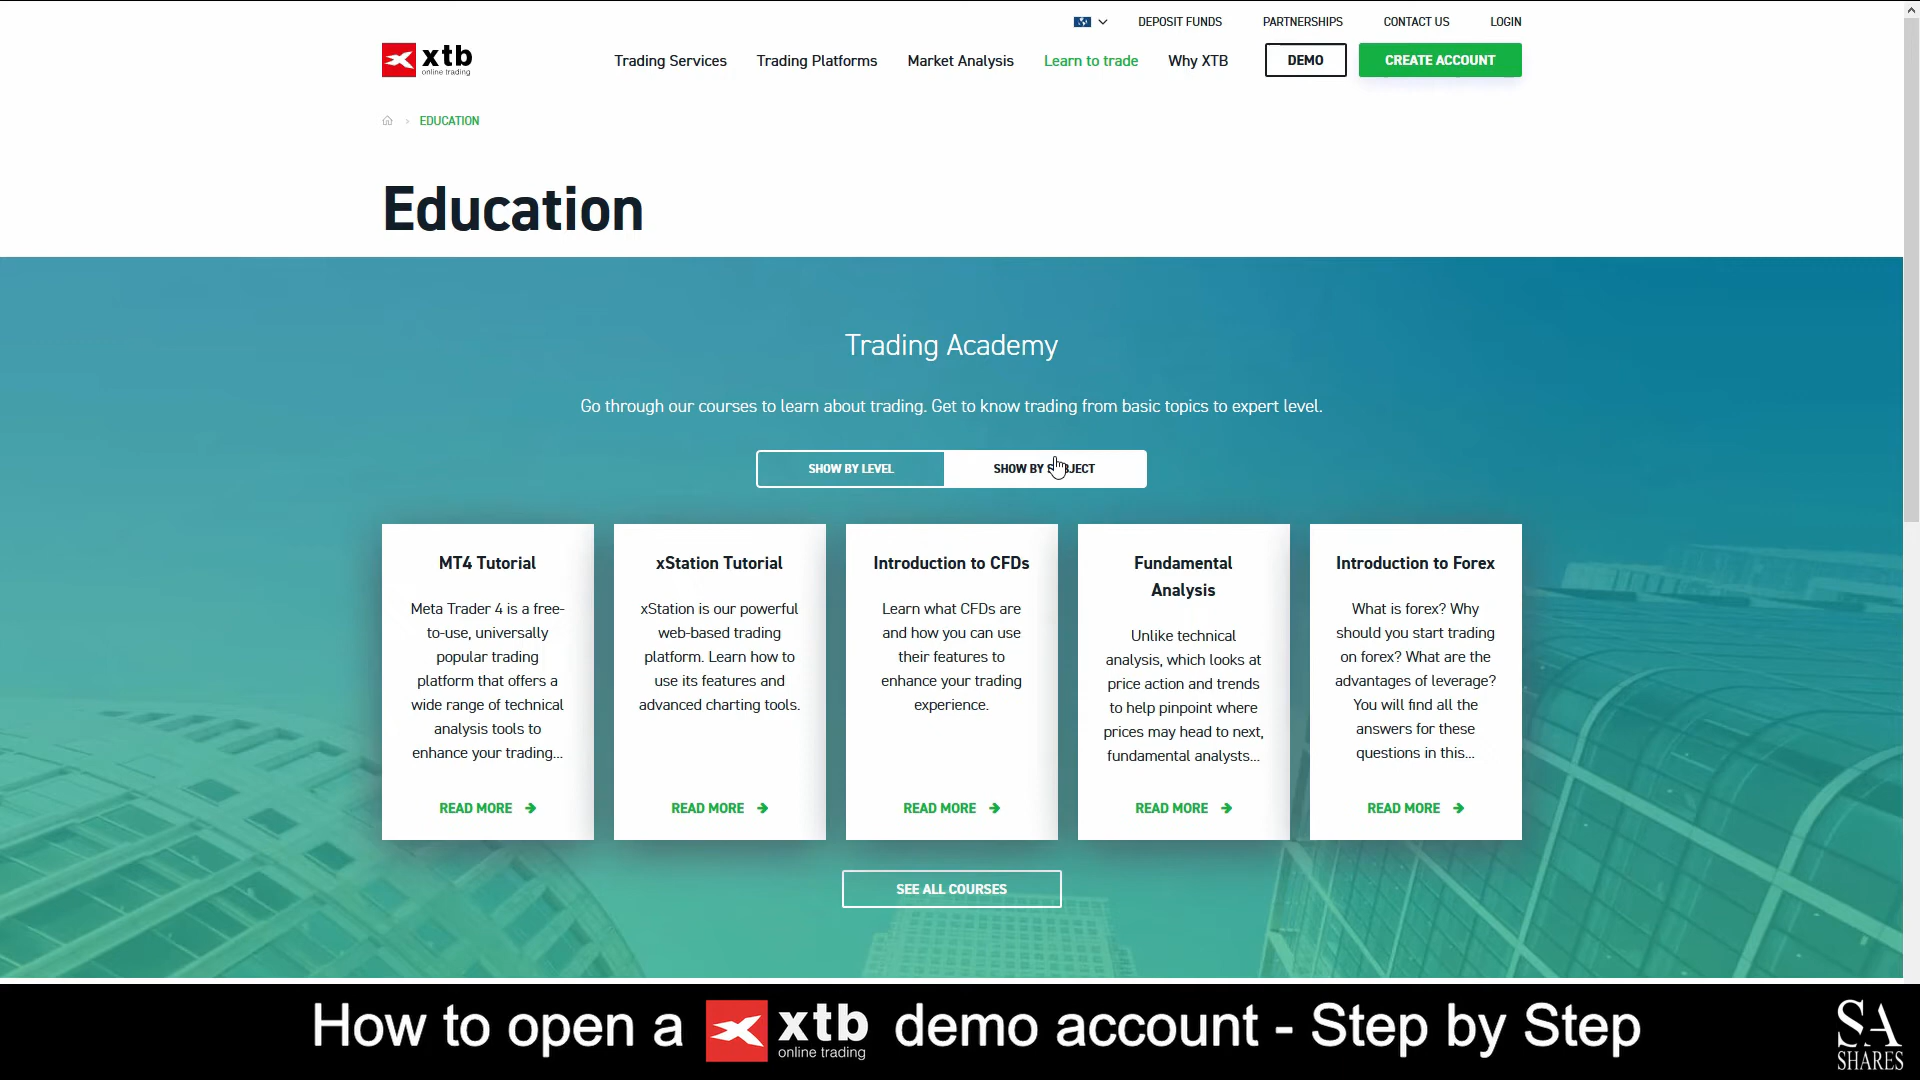 DEPOSIT FUNDS PARTNERSHIPS CONTACT US LOGIN
xtb
online trading
Trading Services Trading Platforms Market Analysis Learn to trade Why XTB DEMO CREATE ACCOUNT
EDUCATION
Education
Trading Academy
Go through our courses to learn about trading. Get to know trading from basic topics to expert level.
SHOW BY LEVEL SHOW BY SUBJECT
MT4 Tutorial
Meta Trader 4 is a free-
to-use, universally
popular trading
platform that offers a
wide range of technical
analysis tools to
enhance your trading...
READ MORE
xStation Tutorial
xStation is our powerful
web-based trading
platform. Learn how to
use its features and
advanced charting tools.
READ MORE
Introduction to CFDs
Learn what CFDs are
and how you can use
their features to
enhance your trading
experience.
READ MORE
Fundamental
Analysis
Unlike technical
analysis, which looks at
price action and trends
to help pinpoint where
prices may head to next,
fundamental analysts...
READ MORE
Introduction to Forex
What is forex? Why
should you start trading
on forex? What are the
advantages of leverage?
You will find all the
answers for these
questions in this...
READ MORE
SEE ALL COURSES
How to open a xtb online trading demo account - Step by Step
SA
SHARES